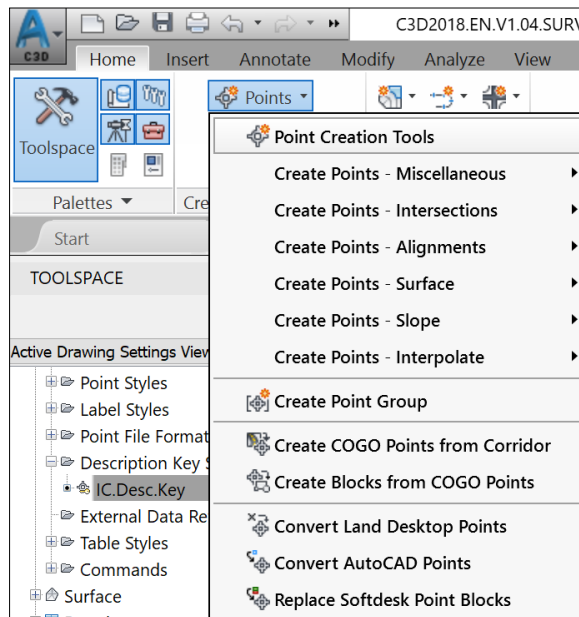 C3D2018.EN.V1.04.SURV
C3D
Home Insert Annotate Modify Analyze View
Points
Toolspace
Palettes Cre
Start
TOOLSPACE
Active Drawing Settings View
Point Styles
Label Styles
Point File Format
Description Key S
IC.Desc.Key
External Data Re
Table Styles
Commands
Surface
Point Creation Tools
Create Points - Miscellaneous
Create Points - Intersections
Create Points - Alignments
Create Points - Surface
Create Points - Slope
Create Points - Interpolate
Create Point Group
Create COGO Points from Corridor
Create Blocks from COGO Points
Convert Land Desktop Points
Convert AutoCAD Points
Replace Softdesk Point Blocks